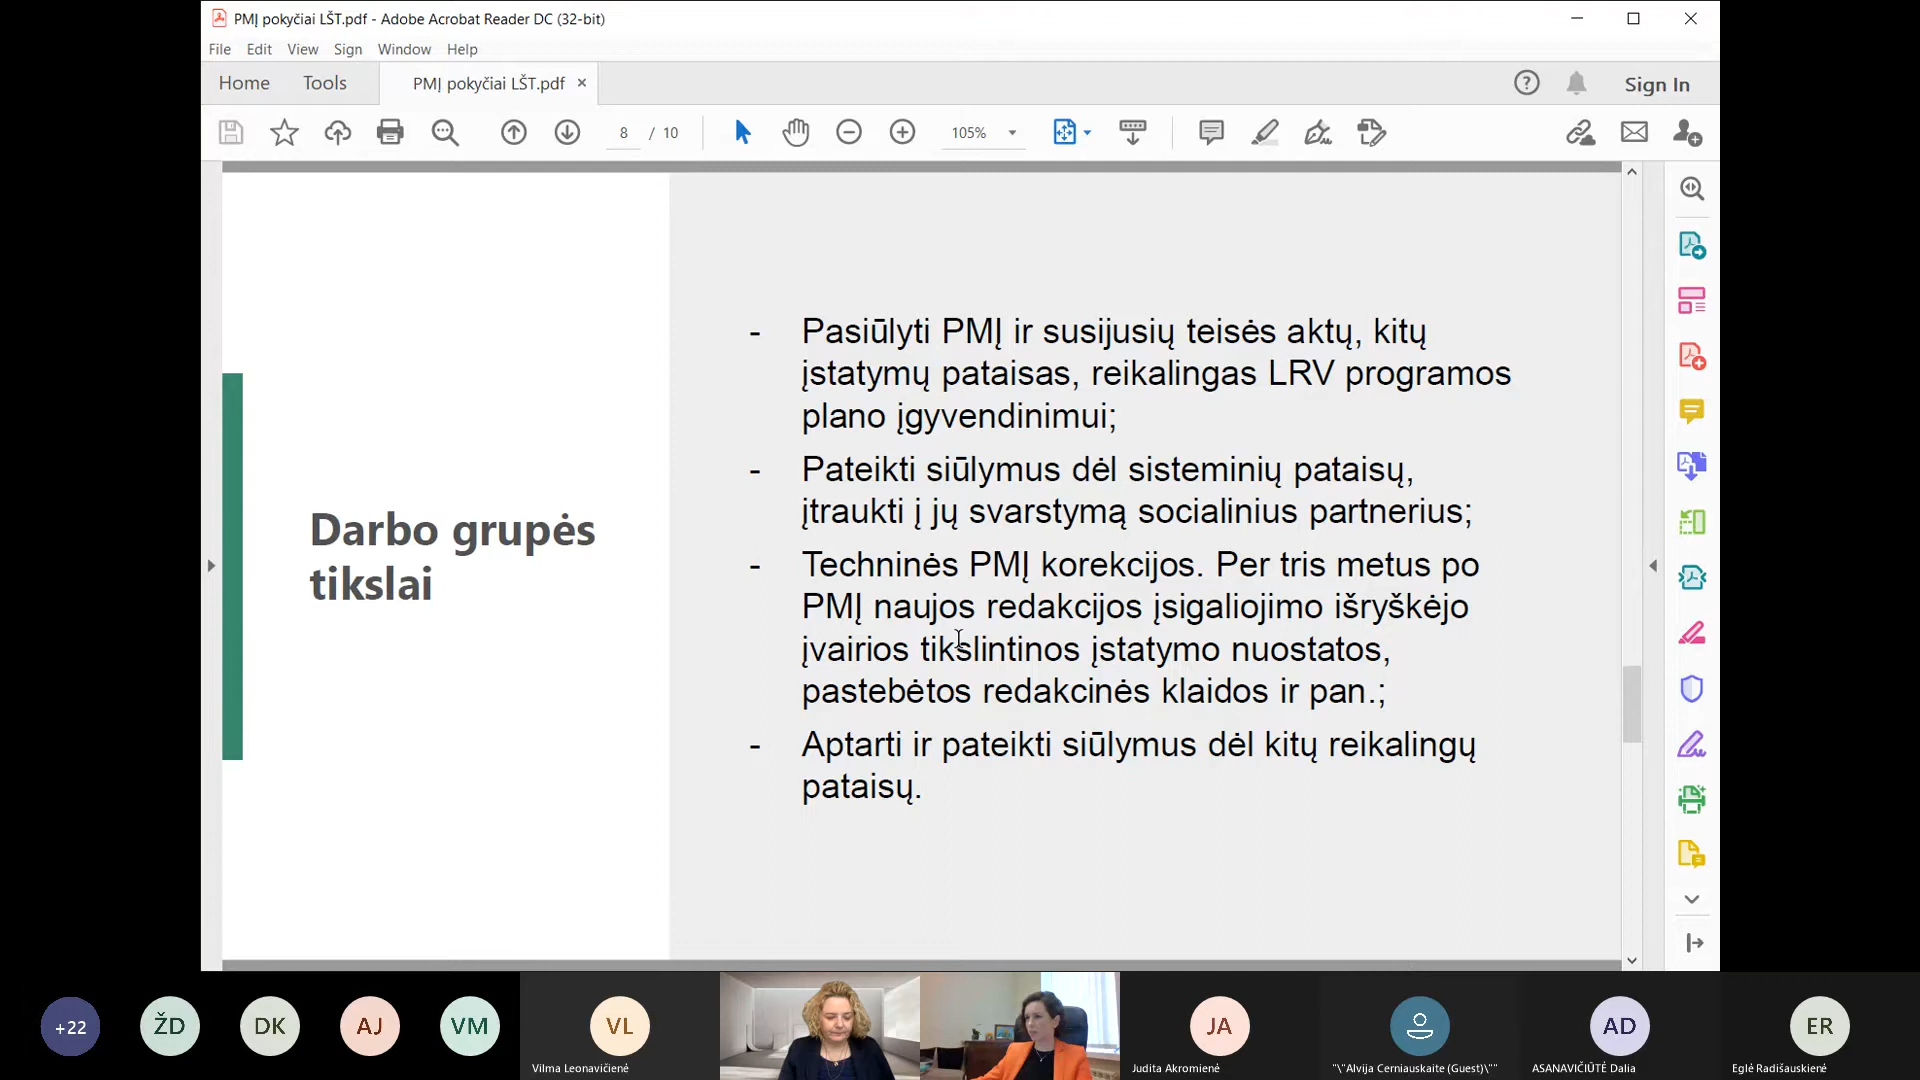 PMĮ pokyčiai LŠT.pdf - Adobe Acrobat Reader DC (32-bit)
File Edit View Sign Window Help
Home Tools PMĮ pokyčiai LŠT.pdf × Sign In
8 / 10 105%
Darbo grupės
tikslai
- Pasiūlyti PMĮ ir susijusių teisės aktų, kitų
įstatymų pataisas, reikalingas LRV programos
plano įgyvendinimui;
- Pateikti siūlymus dėl sisteminių pataisų,
įtraukti į jų svarstymą socialinius partnerius;
- Techninės PMĮ korekcijos. Per tris metus po
PMĮ naujos redakcijos įsigaliojimo išryškėjo
įvairios tikslintinos įstatymo nuostatos,
pastebėtos redakcinės klaidos ir pan.;
- Aptarti ir pateikti siūlymus dėl kitų reikalingų
pataisų.
+22 ŽD DK AJ VM VL JA AD ER
Vilma Leonavičienė Judita Akromienė "\"Alvija Cerniauskaite (Guest)\"" ASANAVIČIŪTĖ Dalia Eglė Radišauskienė